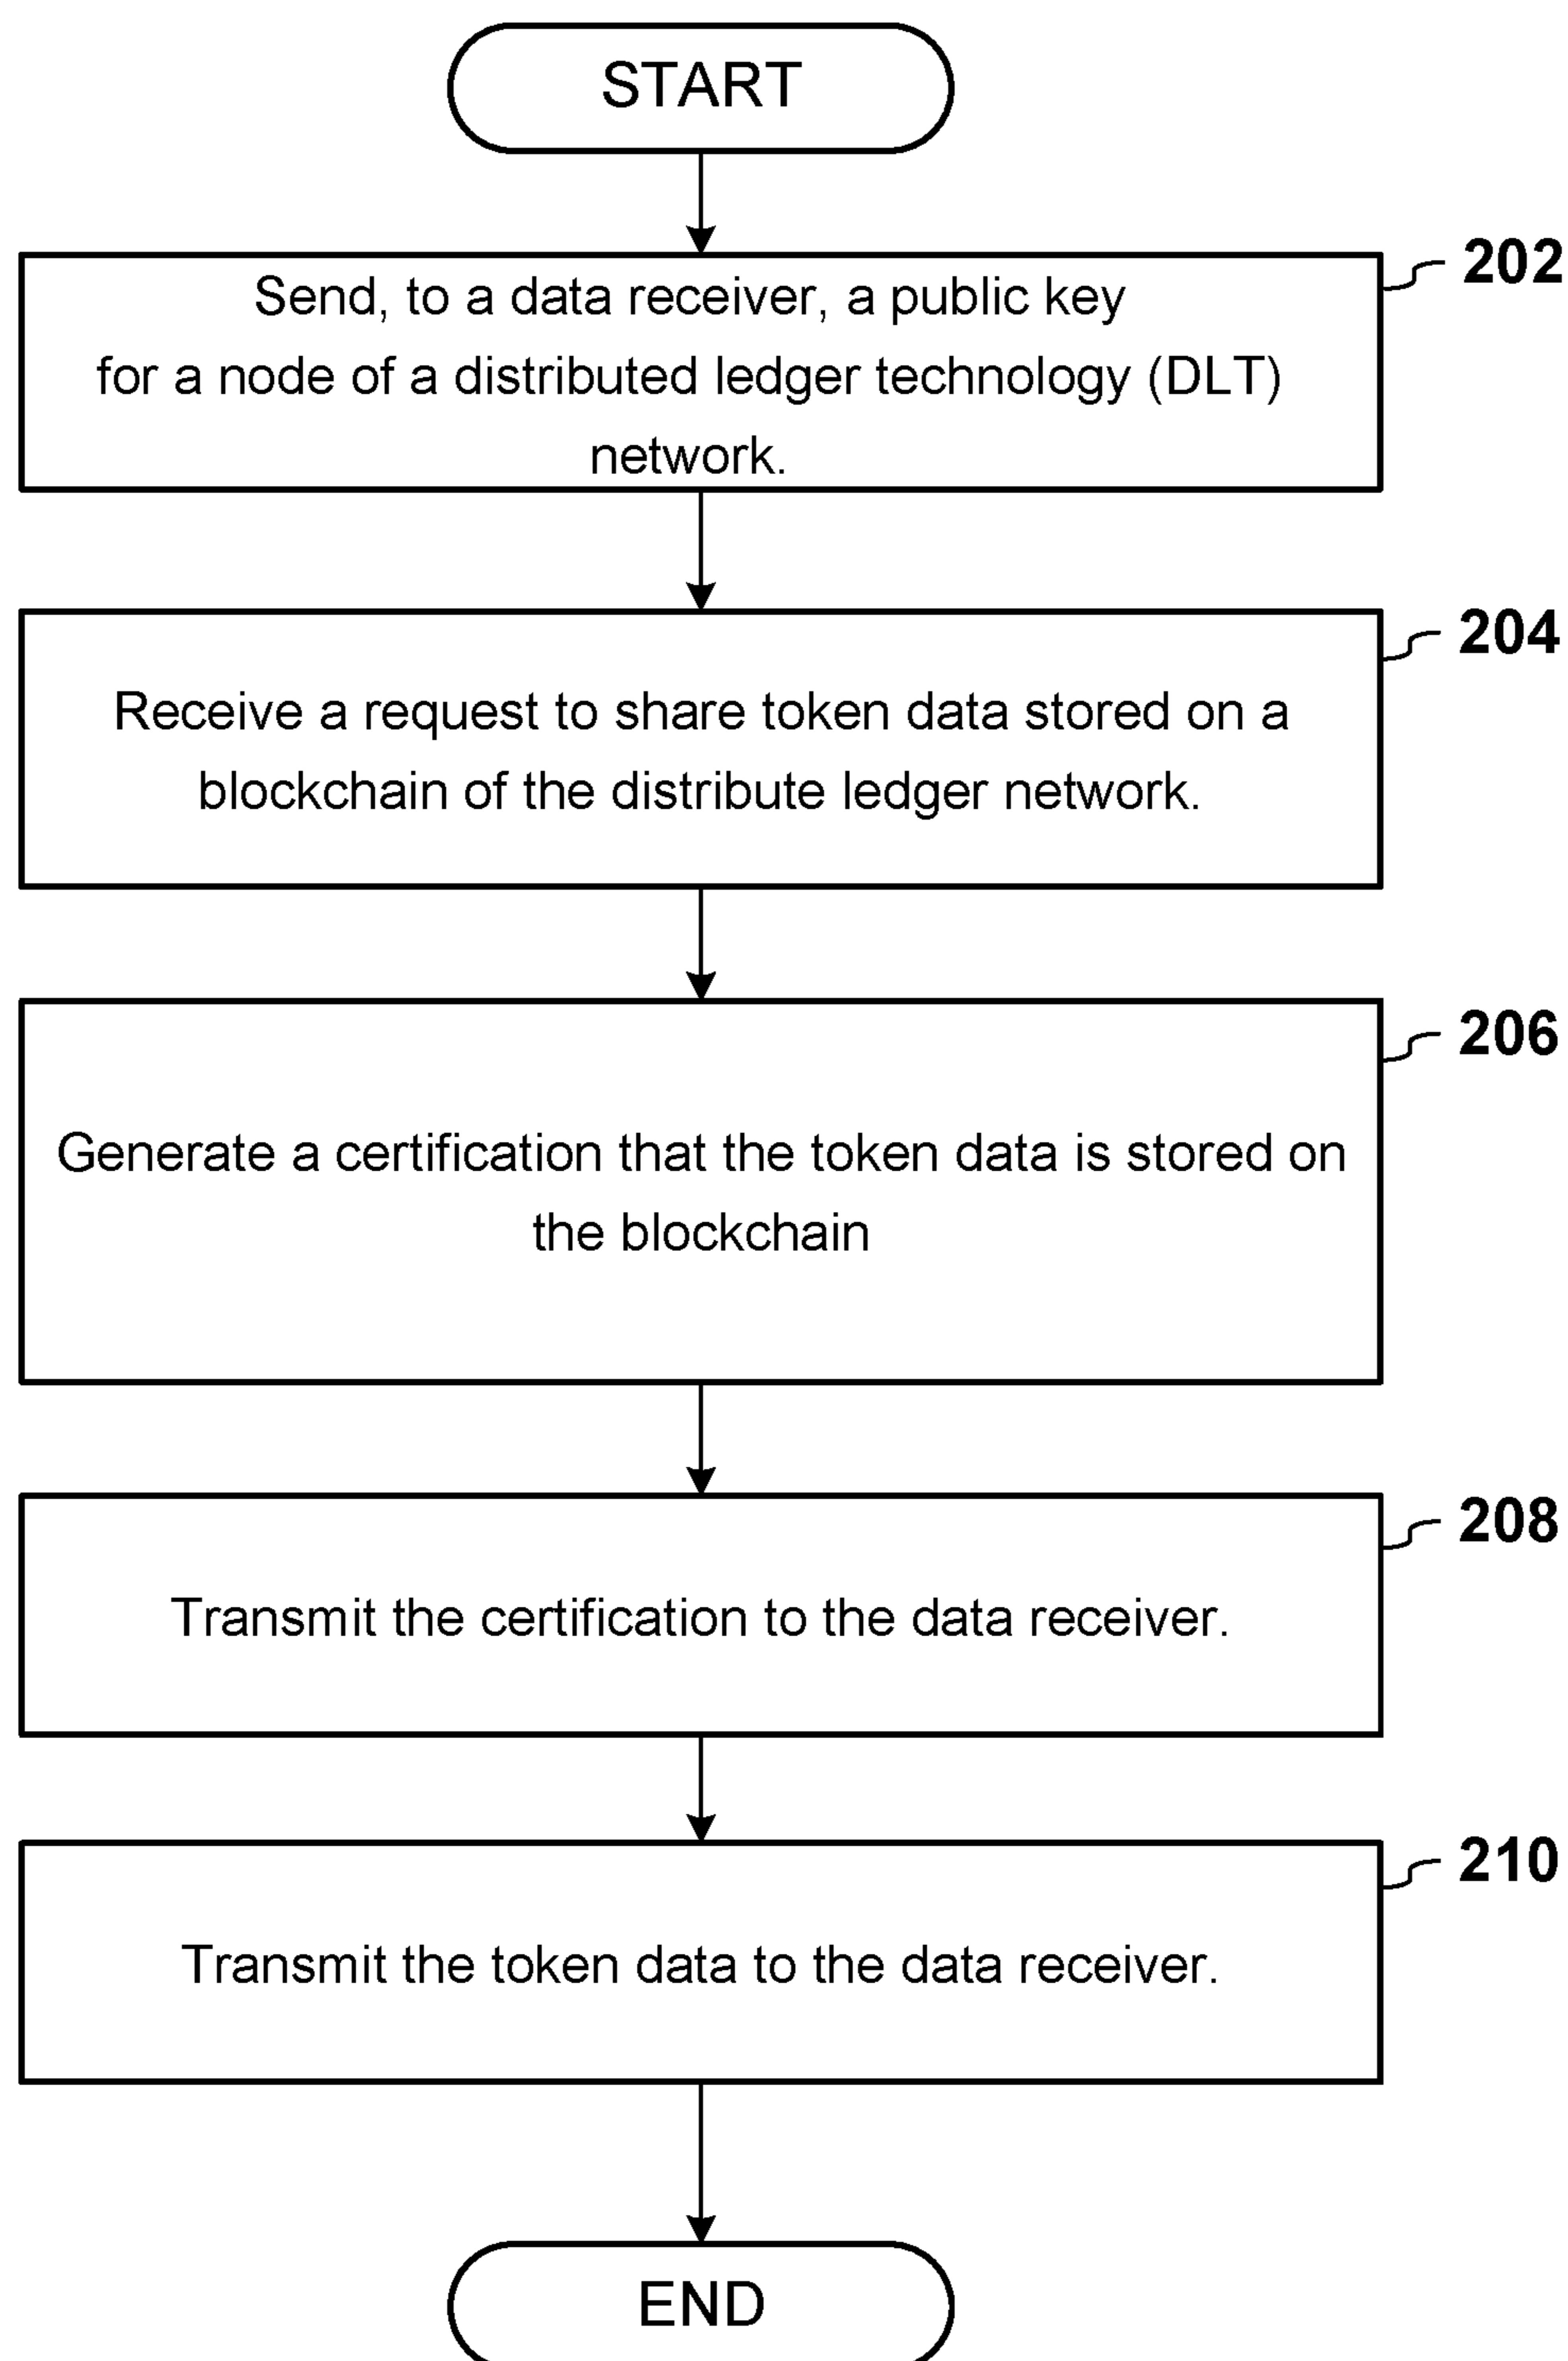 START
202
Send, to a data receiver, a public key
for a node of a distributed ledger technology (DLT)
network.
204
Receive a request to share token data stored on a
blockchain of the distribute ledger network.
206
Generate a certification that the token data is stored on
the blockchain
208
Transmit the certification to the data receiver.
210
Transmit the token data to the data receiver.
END